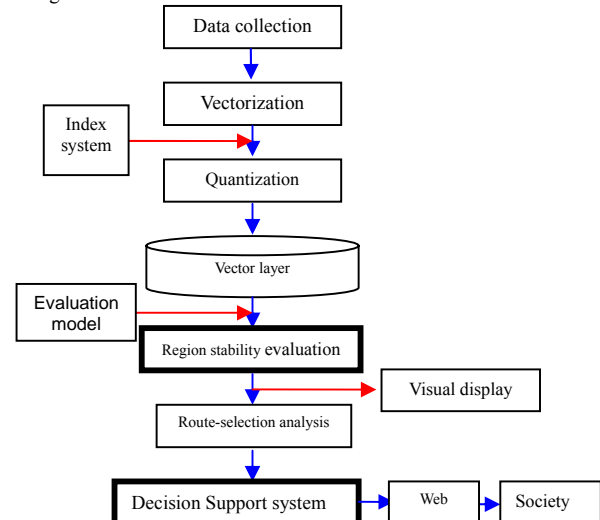 Data collection
Vectorization
Index
system
Quantization
Vector layer
Evaluation
model
Region stability evaluation
Visual display
Route-selection analysis
Decision Support system
Web
Society